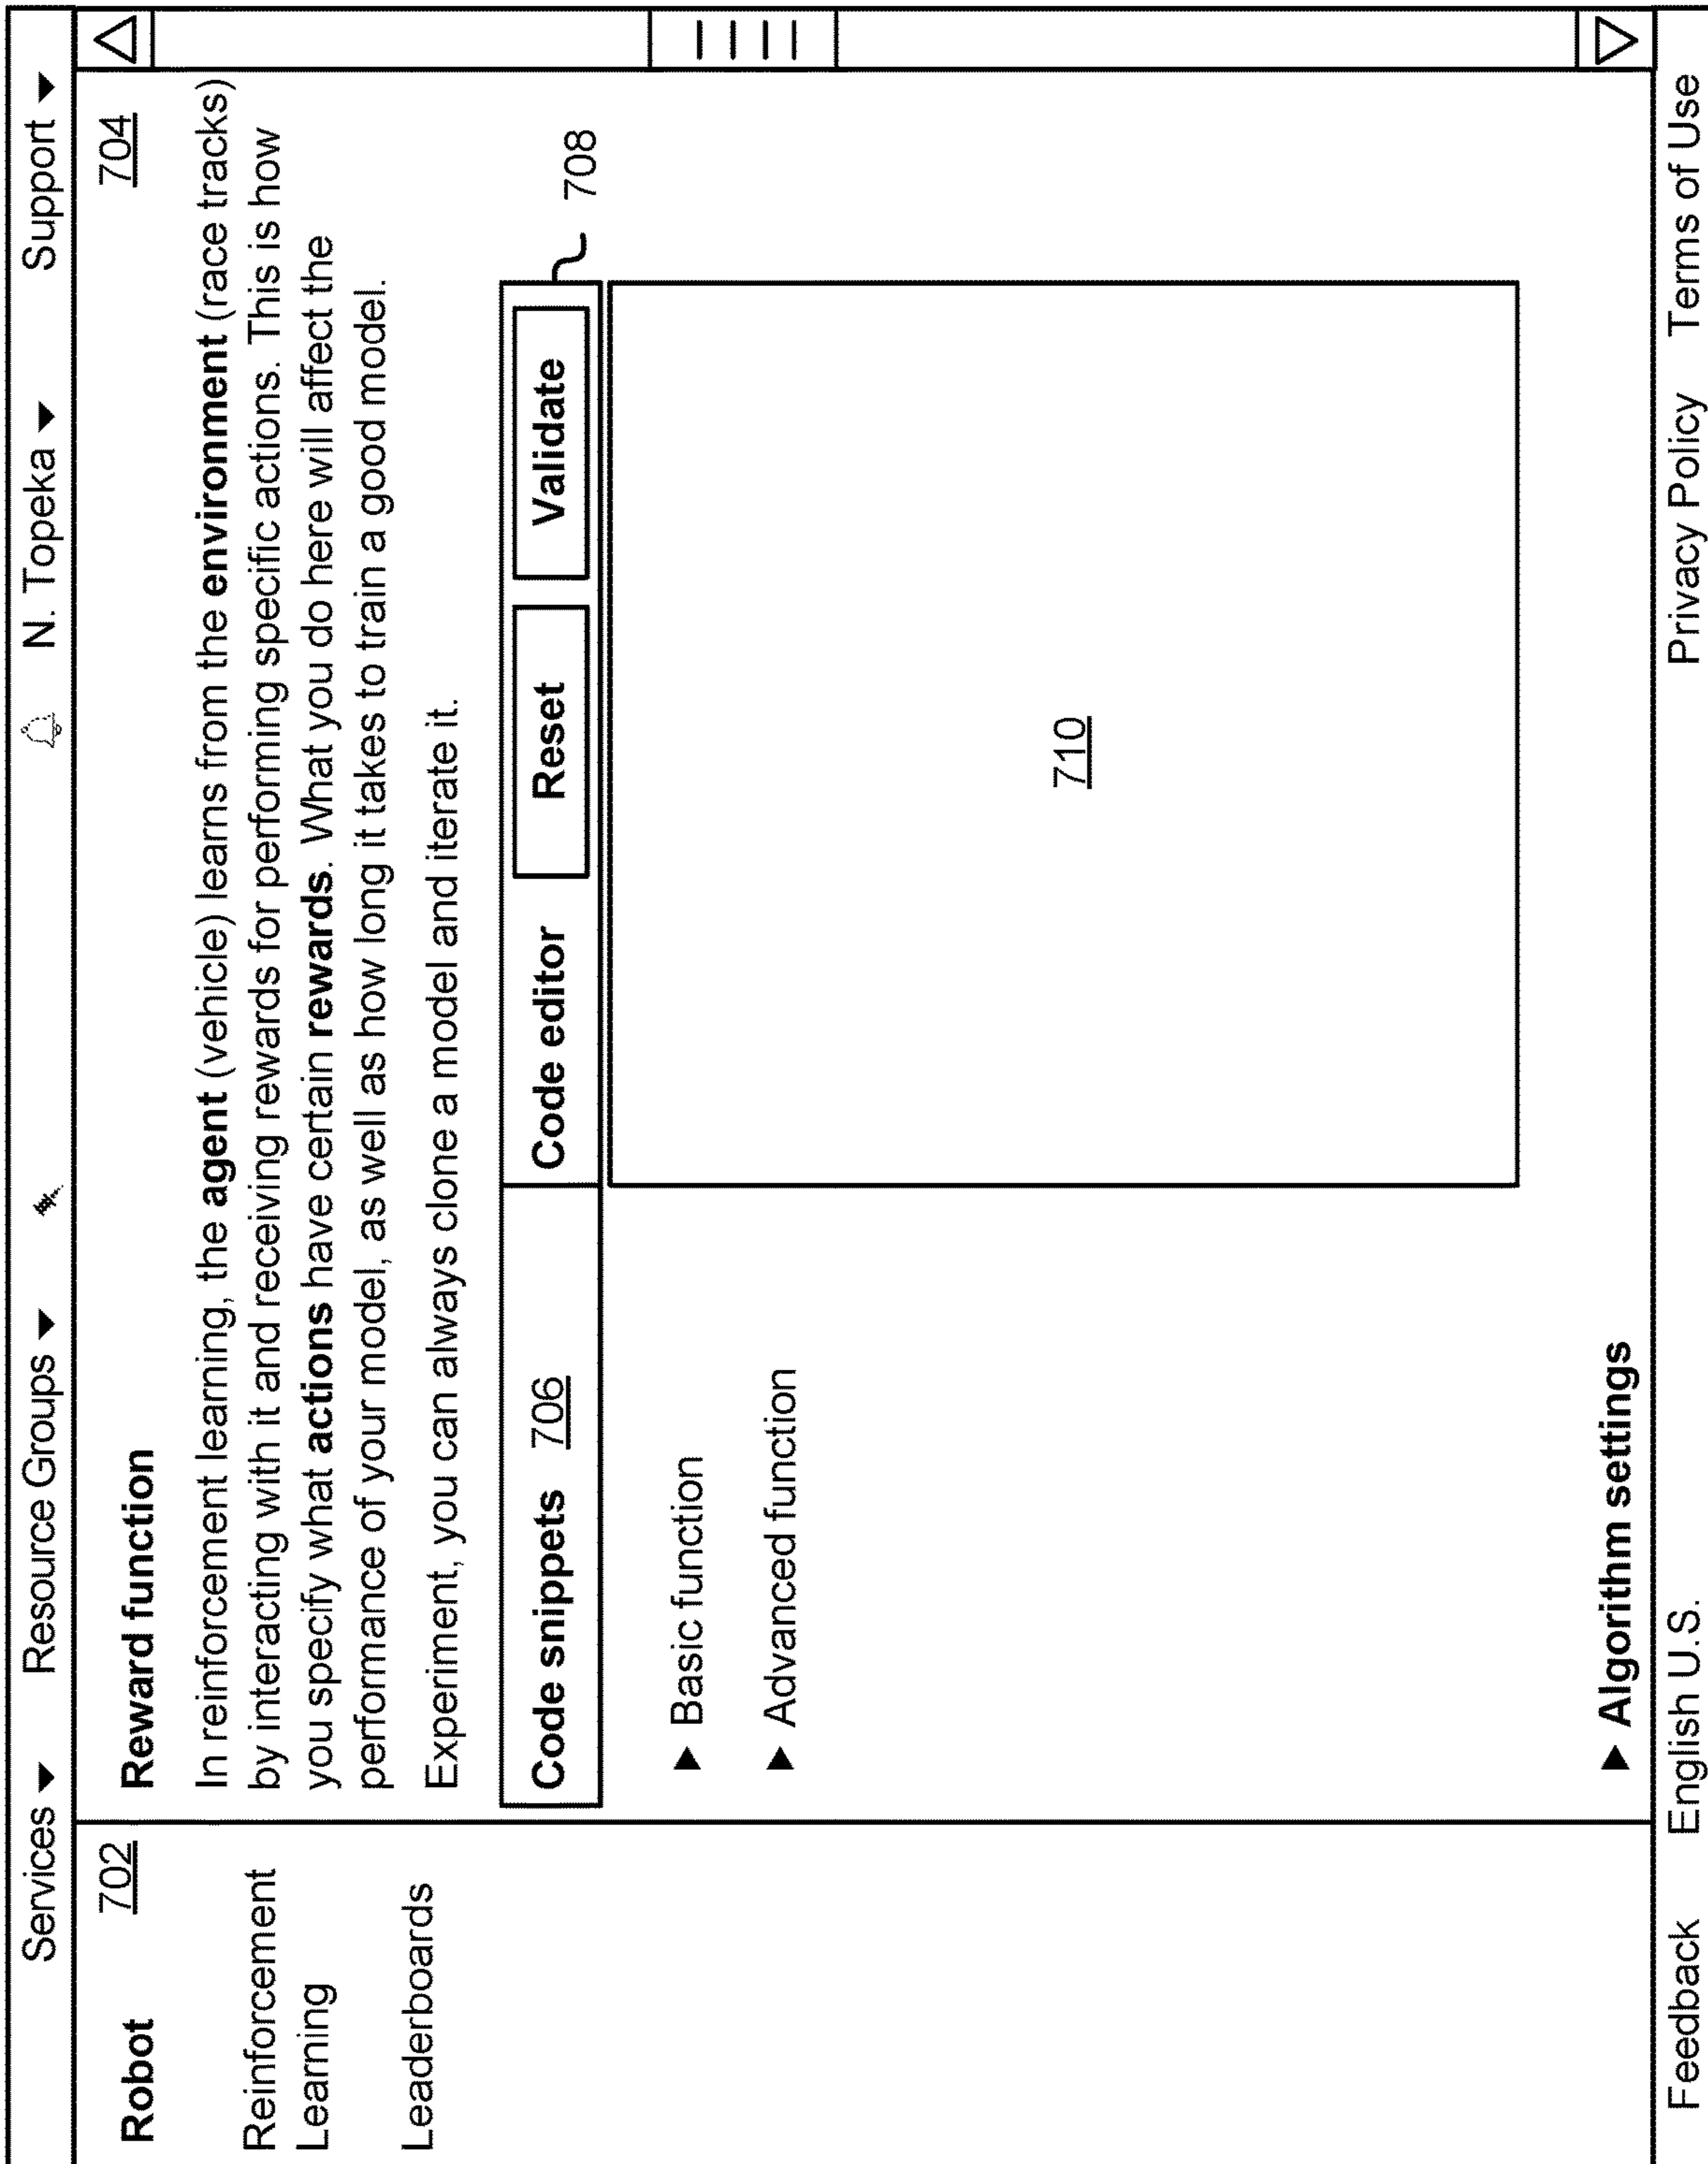 Services ▼ Resource Groups ▼ N. Topeka ▼ Support ▼
Robot 702
Reinforcement
Learning
Leaderboards
Reward function 704
In reinforcement learning, the agent (vehicle) learns from the environment (race tracks)
by interacting with it and receiving rewards for performing specific actions. This is how
you specify what actions have certain rewards. What you do here will affect the
performance of your model, as well as how long it takes to train a good model.
Experiment, you can always clone a model and iterate it.
Code snippets 706 Code editor Reset Validate 708
► Basic function
► Advanced function
710
► Algorithm settings
Feedback English U.S. Privacy Policy Terms of Use